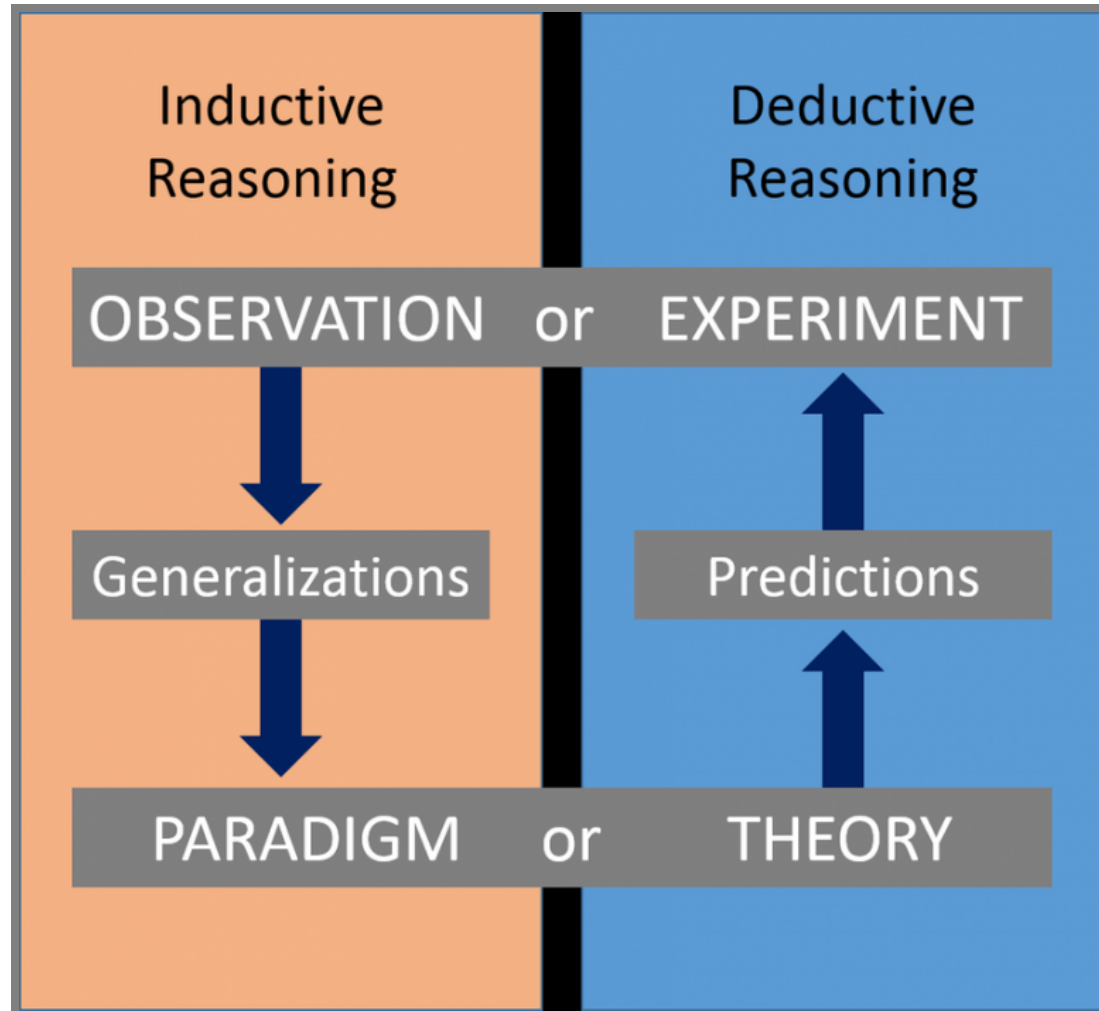 Inductive
Reasoning
Deductive
Reasoning
OBSERVATION or EXPERIMENT
Generalizations
Predictions
PARADIGM or THEORY